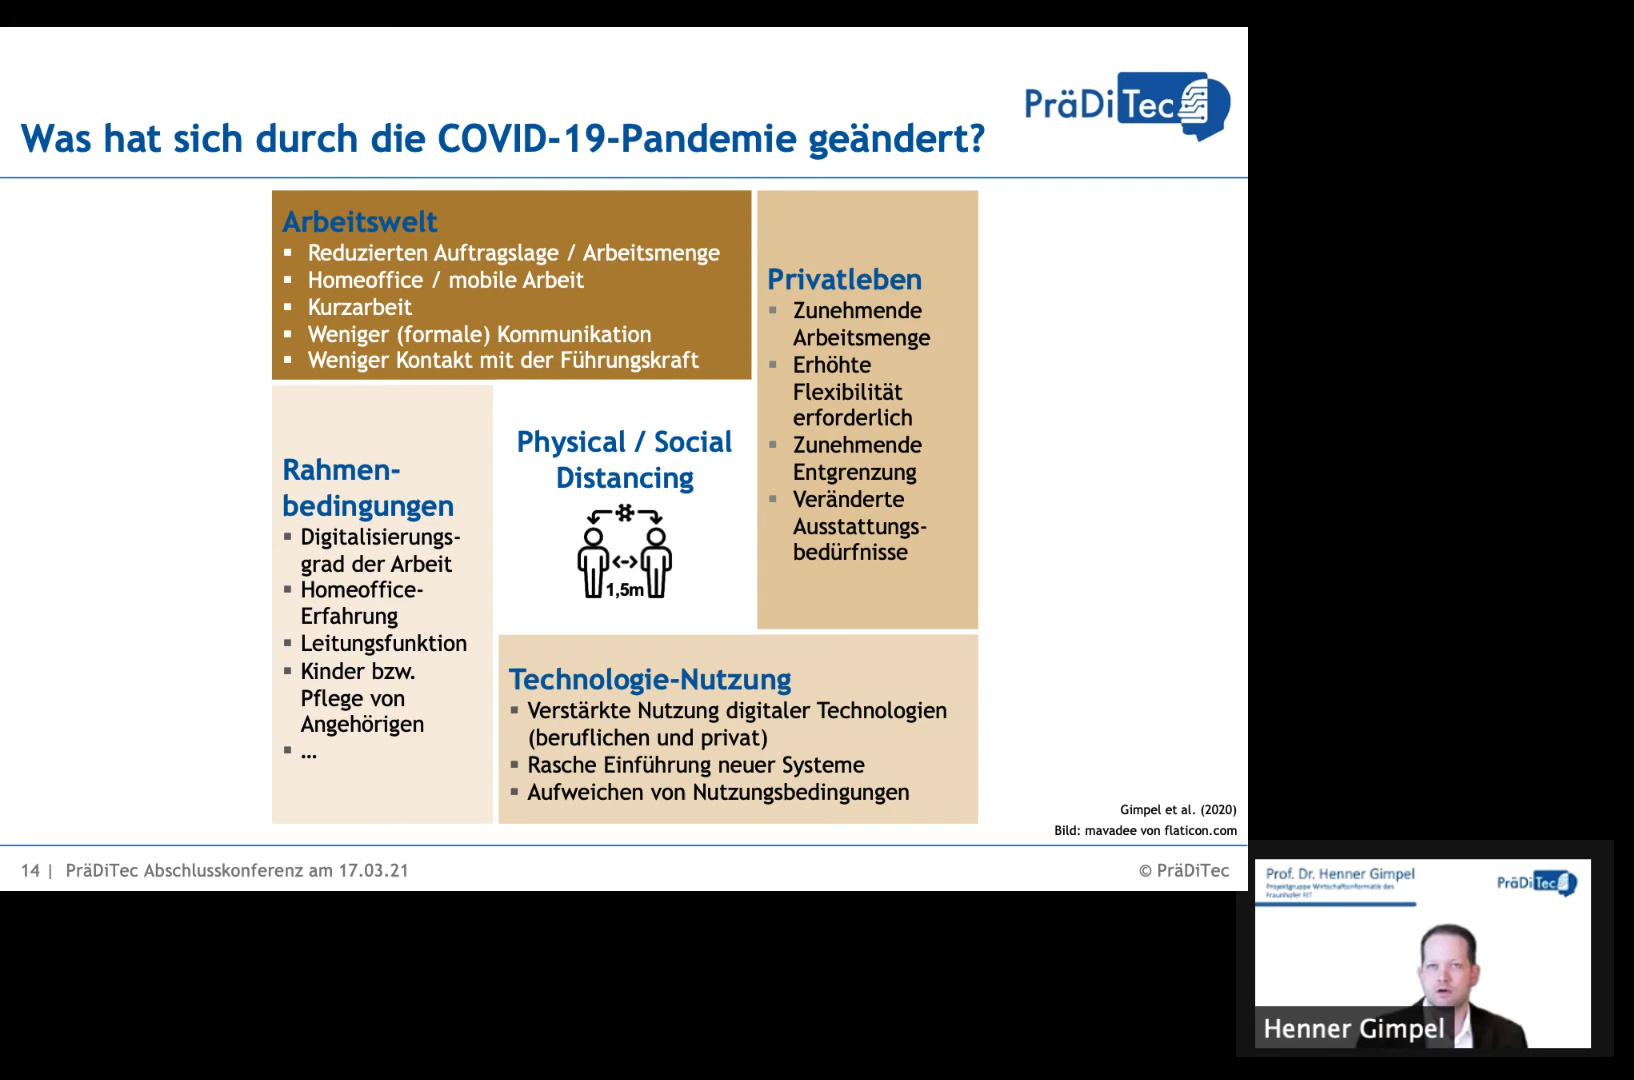 PräDiTec
Was hat sich durch die COVID-19-Pandemie geändert?
Arbeitswelt
▪ Reduzierten Auftragslage / Arbeitsmenge
▪ Homeoffice / mobile Arbeit
▪ Kurzarbeit
▪ Weniger (formale) Kommunikation
▪ Weniger Kontakt mit der Führungskraft
Privatleben
▪ Zunehmende
Arbeitsmenge
▪ Erhöhte
Flexibilität
erforderlich
▪ Zunehmende
Entgrenzung
▪ Veränderte
Ausstattungs-
bedürfnisse
Rahmen-
bedingungen
▪ Digitalisierungs-
grad der Arbeit
▪ Homeoffice-
Erfahrung
▪ Leitungsfunktion
▪ Kinder bzw.
Pflege von
Angehörigen
▪ ...
Physical / Social
Distancing
1,5m
Technologie-Nutzung
▪ Verstärkte Nutzung digitaler Technologien
(beruflichen und privat)
▪ Rasche Einführung neuer Systeme
▪ Aufweichen von Nutzungsbedingungen
Gimpel et al. (2020)
Bild: mavadee von flaticon.com
14 | PräDiTec Abschlusskonferenz am 17.03.21
© PräDiTec
Prof. Dr. Henner Gimpel
Projektgruppe Wirtschaftsinformatik des
Fraunhofer FIT
PräDiTec
Henner Gimpel